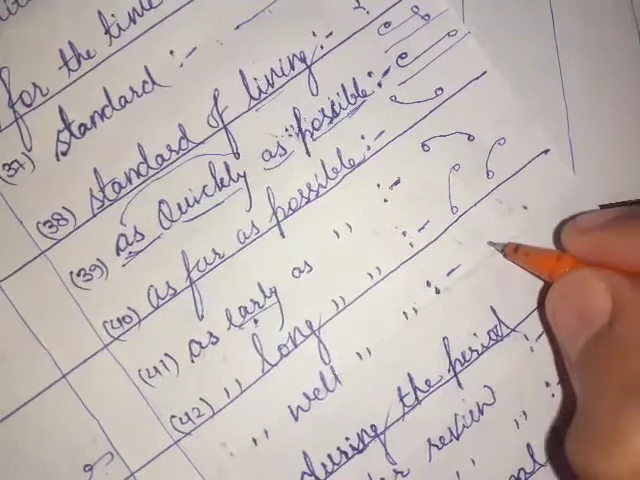 for the time
(37) standard :-
(38) standard of living :-
(39) as Quickly as possible :-
(40) as far as possible :-
(41) as early as " :-
(42) " long " " :-
" well " " :-
during the period
review " :-